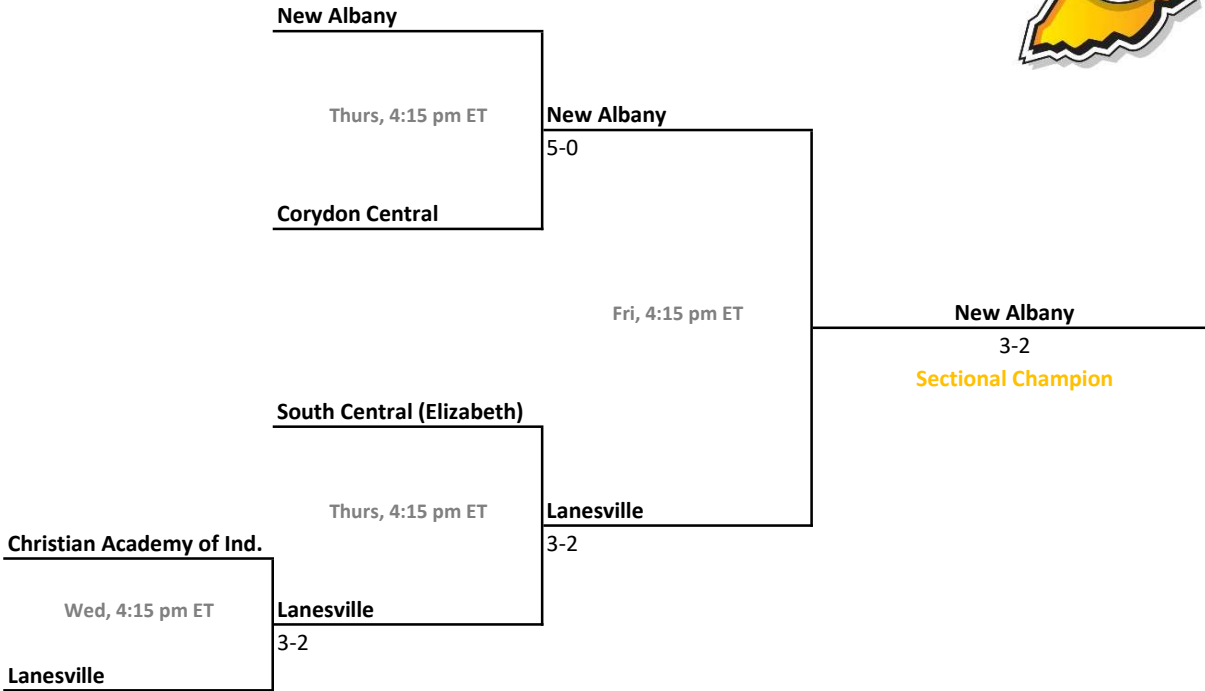 New Albany
Thurs, 4:15 pm ET
New Albany
5-0
Corydon Central
Fri, 4:15 pm ET
New Albany
3-2
Sectional Champion
South Central (Elizabeth)
Thurs, 4:15 pm ET
Lanesville
3-2
Christian Academy of Ind.
Wed, 4:15 pm ET
Lanesville
3-2
Lanesville